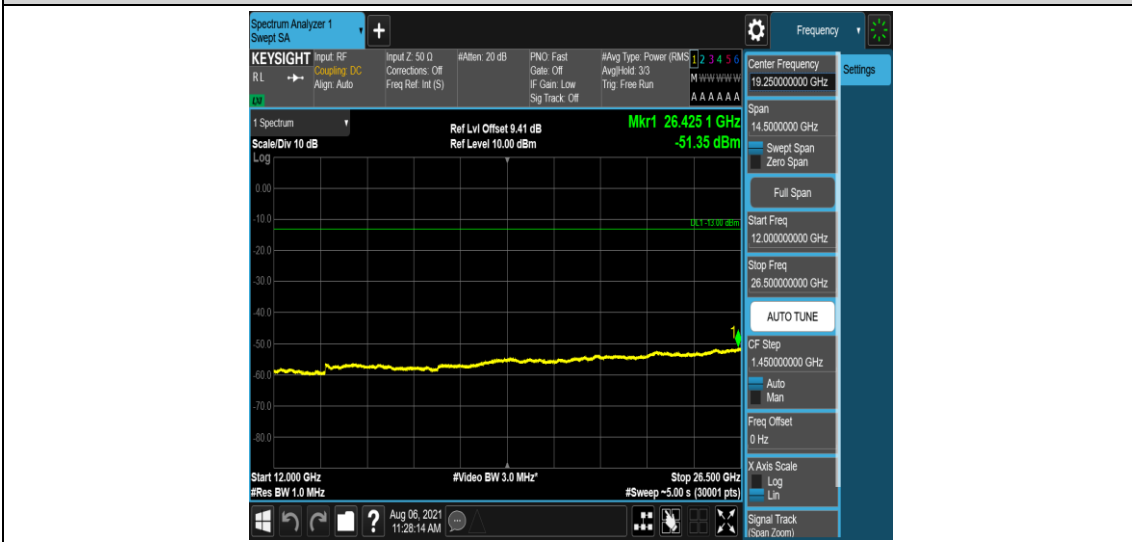 Spectrum Analyzer 1
Swept SA
+
Frequency
KEYSIGHT
RL
LXI
Input: RF
Coupling: DC
Align: Auto
Input Z: 50 Ω
Corrections: Off
Freq Ref: Int (S)
#Atten: 20 dB
PNO: Fast
Gate: Off
IF Gain: Low
Sig Track: Off
#Avg Type: Power (RMS
Avg|Hold: 3/3
Trig: Free Run
1 2 3 4 5 6
M W W W W W
A A A A A A
1 Spectrum
Scale/Div 10 dB
Log
Ref Lvl Offset 9.41 dB
Ref Level 10.00 dBm
Mkr1 26.425 1 GHz
-51.35 dBm
0.00
-10.0
DL1 -13.00 dBm
-20.0
-30.0
-40.0
1
-50.0
-60.0
-70.0
-80.0
Start 12.000 GHz
#Res BW 1.0 MHz
#Video BW 3.0 MHz*
Stop 26.500 GHz
#Sweep ~5.00 s (30001 pts)
?
Aug 06, 2021
11:28:14 AM
Center Frequency
19.250000000 GHz
Settings
Span
14.5000000 GHz
Swept Span
Zero Span
Full Span
Start Freq
12.000000000 GHz
Stop Freq
26.500000000 GHz
AUTO TUNE
CF Step
1.450000000 GHz
Auto
Man
Freq Offset
0 Hz
X Axis Scale
Log
Lin
Signal Track
(Span Zoom)